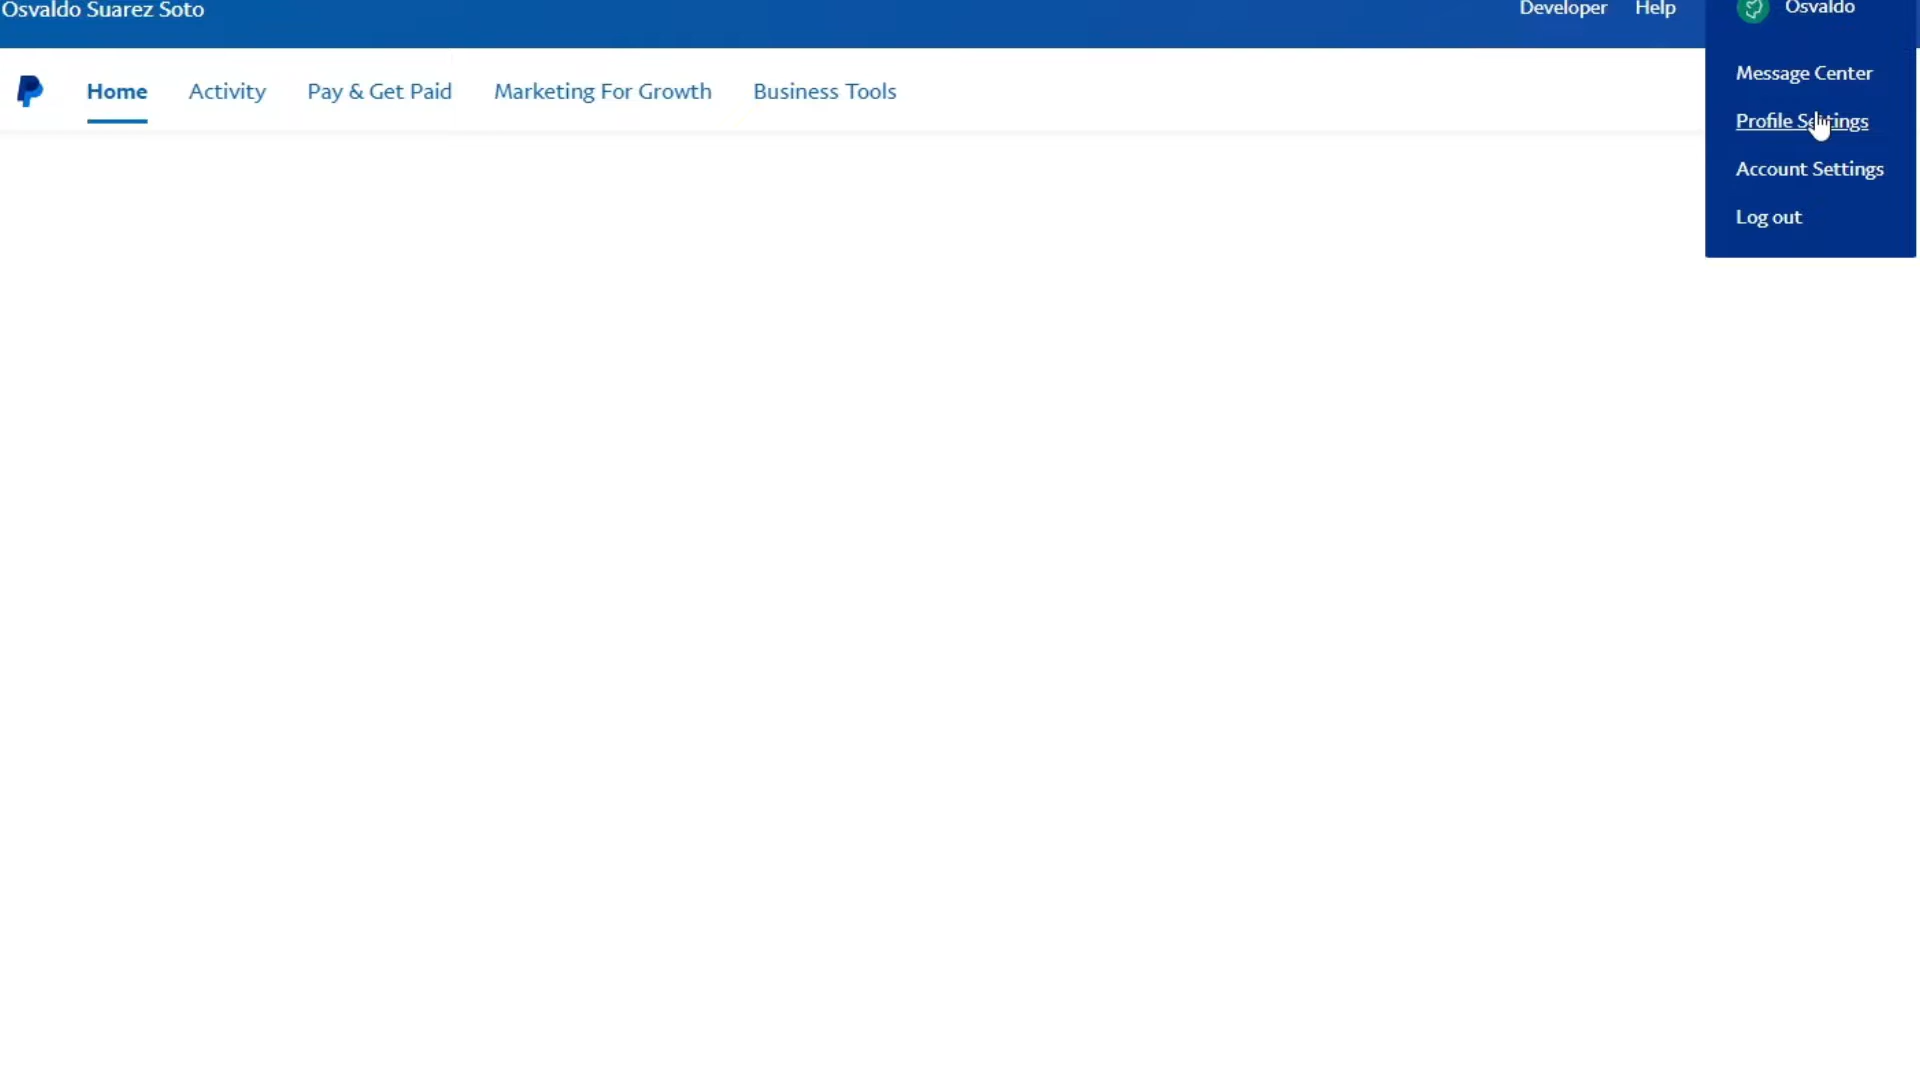 Osvaldo Suarez Soto
Developer Help Osvaldo
Home Activity Pay & Get Paid Marketing For Growth Business Tools
Message Center
Profile Settings
Account Settings
Log out